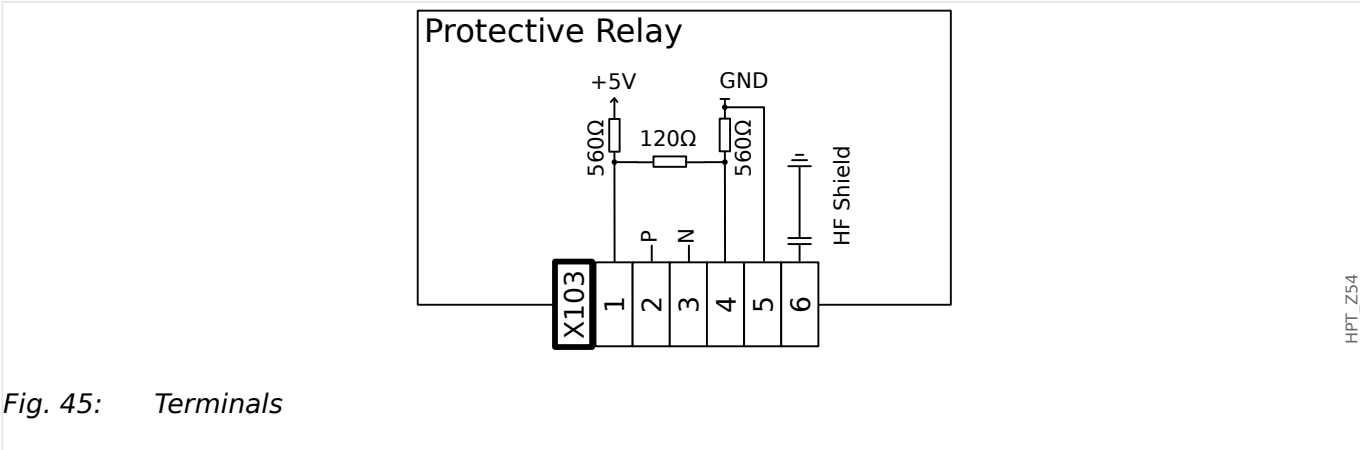 Protective Relay
+5V
GND
560Ω
120Ω
560Ω
HF Shield
P
N
X103
1
2
3
4
5
6
HPT_Z54
Fig. 45: Terminals